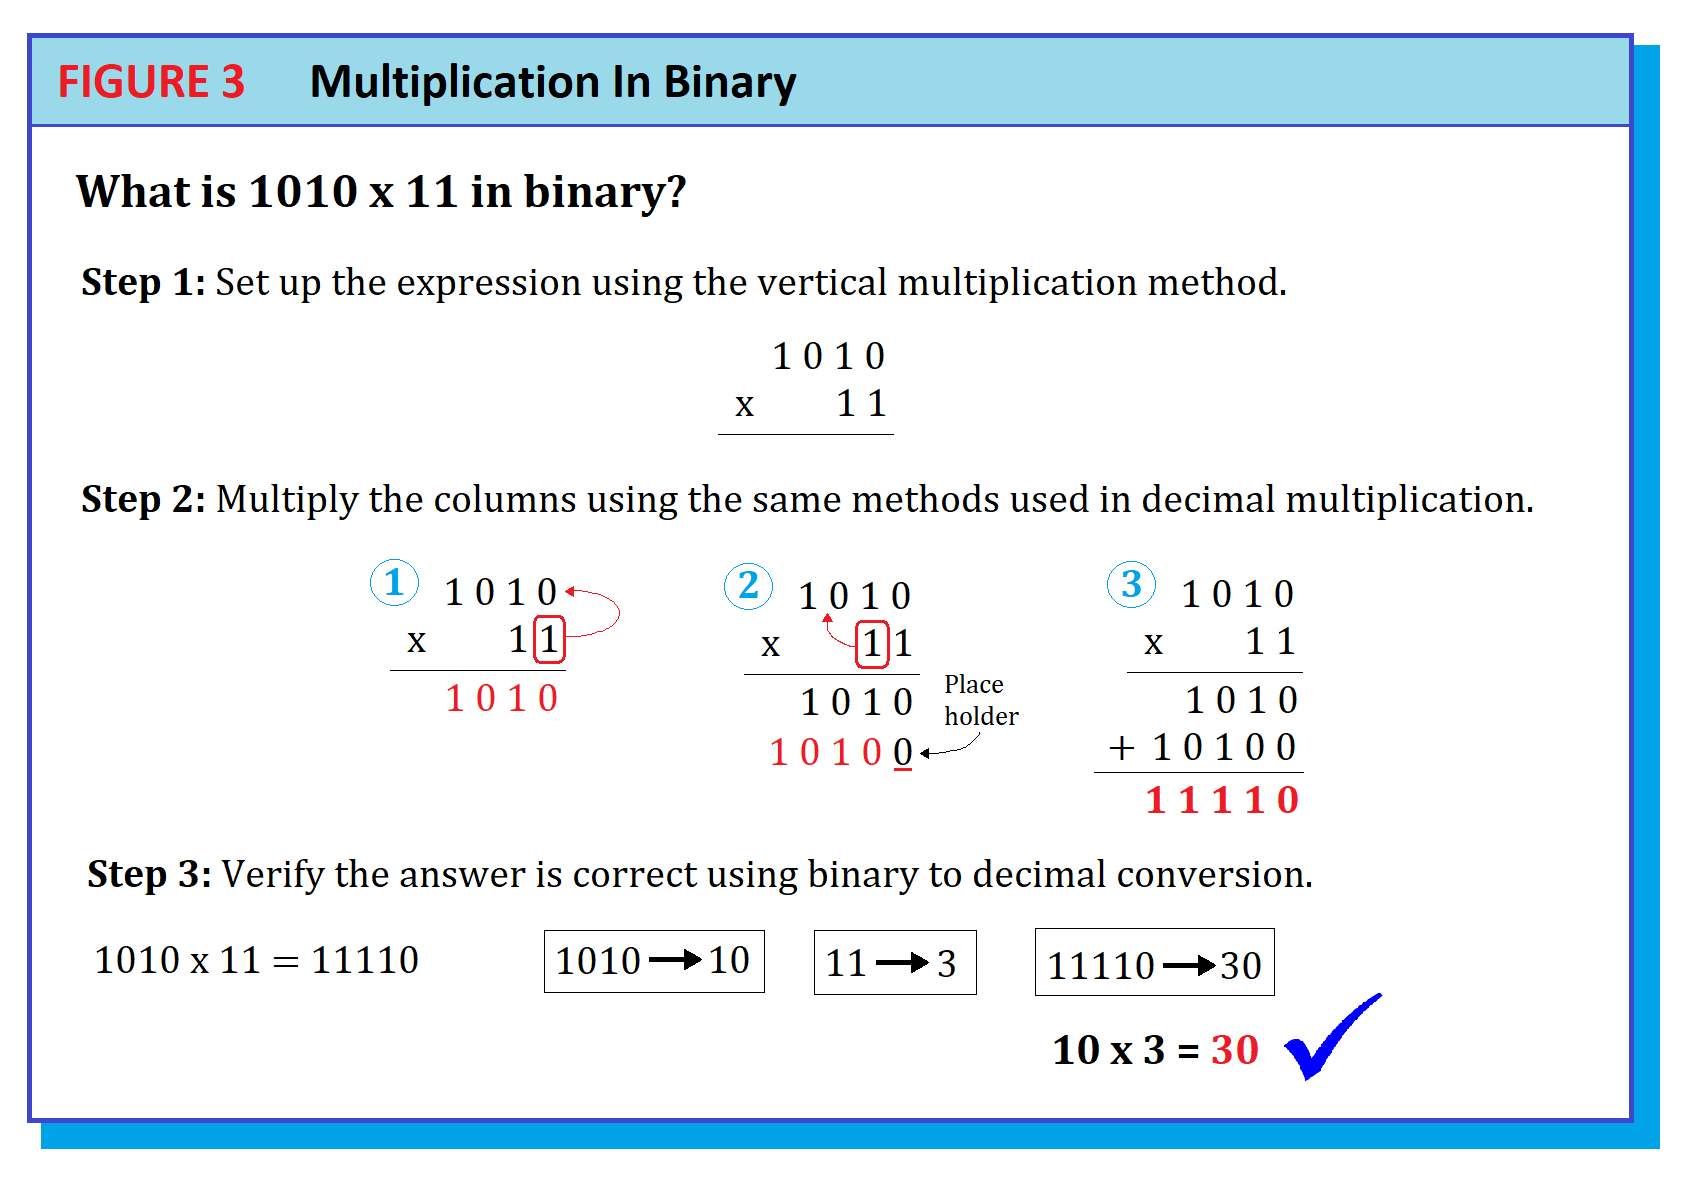 FIGURE 3 Multiplication In Binary
What is 1010 x 11 in binary?
Step 1: Set up the expression using the vertical multiplication method.
1 0 1 0
x 1 1
Step 2: Multiply the columns using the same methods used in decimal multiplication.
1
1 0 1 0
x 1 1
1 0 1 0
2
1 0 1 0
x 1 1
1 0 1 0
1 0 1 0 0
Place
holder
3
1 0 1 0
x 1 1
1 0 1 0
+ 1 0 1 0 0
1 1 1 1 0
Step 3: Verify the answer is correct using binary to decimal conversion.
1010 x 11 = 11110
1010 → 10
11 → 3
11110 → 30
10 x 3 = 30